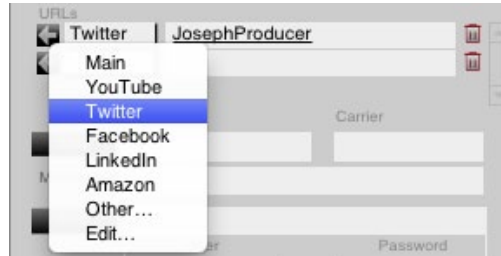 URLs
Twitter JosephProducer
Main
YouTube
Twitter
Facebook
Carrier
LinkedIn
Amazon
Other...
Edit...
Password